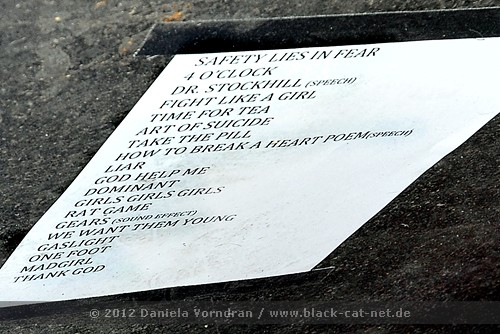 SAFETY LIES IN FEAR
4 O'CLOCK
DR. STOCKHILL (SPEECH)
FIGHT LIKE A GIRL
TIME FOR TEA
ART OF SUICIDE
TAKE THE PILL
HOW TO BREAK A HEART POEM(SPEECH)
LIAR
GOD HELP ME
DOMINANT
GIRLS GIRLS GIRLS
RAT GAME
GEARS (SOUND EFFECT)
WE WANT THEM YOUNG
GASLIGHT
ONE FOOT
MADGIRL
THANK GOD
© 2012 Daniela Vorndran / www.black-cat-net.de